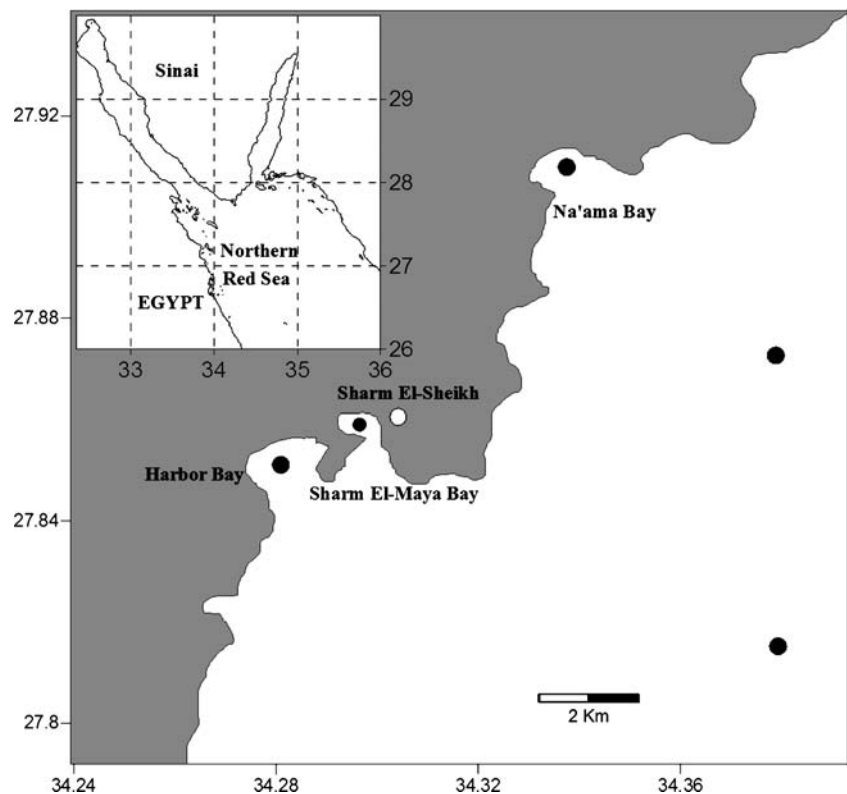 Sinai
29
27.92
28
Na'ama Bay
Northern
27
Red Sea
EGYPT
27.88
26
33
34
35
36
Sharm El-Sheikh
Harbor Bay
Sharm El-Maya Bay
27.84
2 Km
27.8
34.24
34.28
34.32
34.36